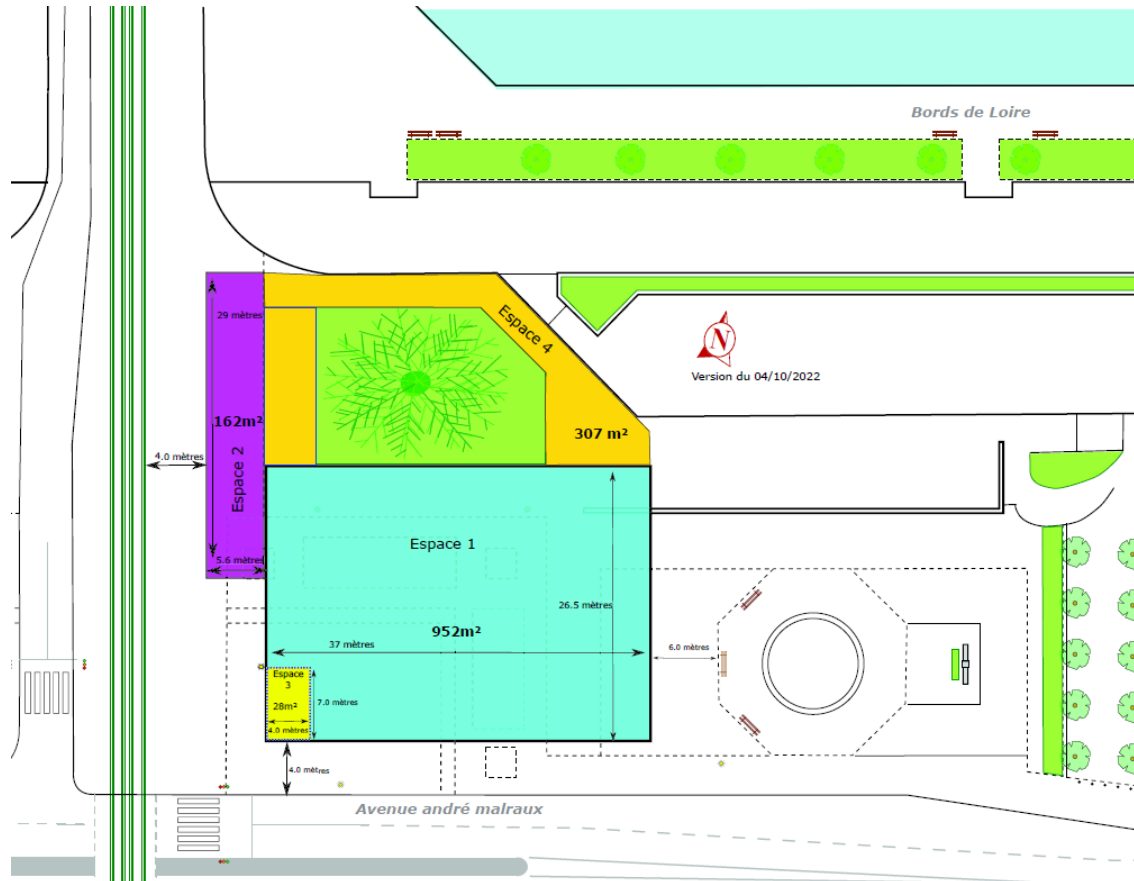 Bords de Loire
Espace 4
29 mètres
N
Version du 04/10/2022
162m²
307 m²
4.0 mètres
Espace 2
Espace 1
5.6 mètres
26.5 mètres
952m²
37 mètres
6.0 mètres
Espace
3
28m²
7.0 mètres
4.0 mètres
4.0 mètres
Avenue andré malraux